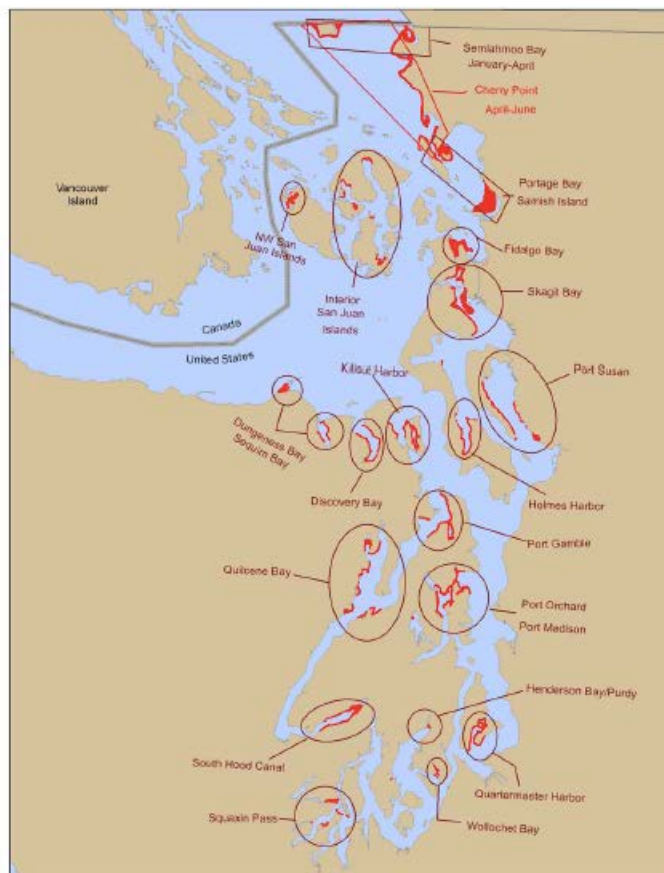 Semiahmoo Bay
January-April
Cherry Point
April-June
Vancouver
Island
Portage Bay
Samish Island
NW San
Juan Islands
Fidalgo Bay
Skagit Bay
Interior
San Juan
Islands
Canada
United States
Kilisut Harbor
Port Susan
Dungeness Bay
Sequim Bay
Discovery Bay
Holmes Harbor
Port Gamble
Quilcene Bay
Port Orchard
Port Madison
Henderson Bay/Purdy
South Hood Canal
Quartermaster Harbor
Squaxin Pass
Wollochet Bay